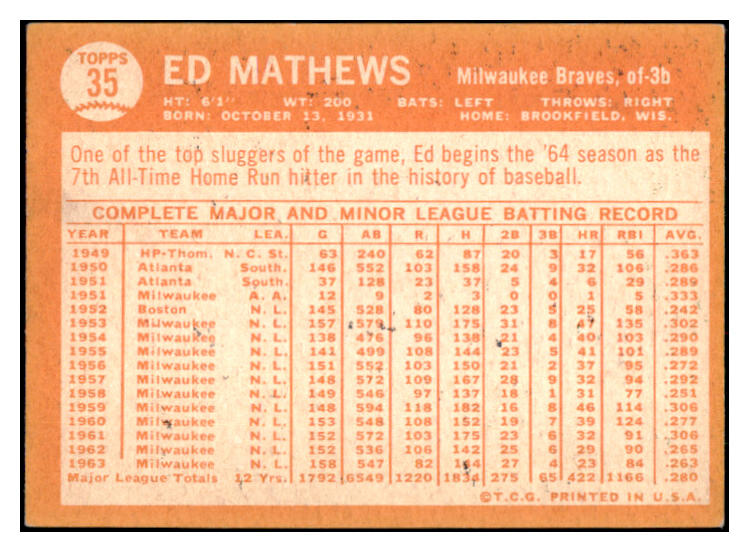 TOPPS
35
ED MATHEWS
Milwaukee Braves, of-3b
HT: 6'1" WT: 200 BATS: LEFT THROWS: RIGHT
BORN: OCTOBER 13, 1931 HOME: BROOKFIELD, WIS.
One of the top sluggers of the game, Ed begins the '64 season as the
7th All-Time Home Run hitter in the history of baseball.
COMPLETE MAJOR AND MINOR LEAGUE BATTING RECORD
YEAR TEAM LEA. G AB R H 2B 3B HR RBI AVG.
1949 HP-Thom. N. C. St. 63 240 62 87 20 3 17 56 .363
1950 Atlanta South. 146 552 103 158 24 9 32 106 .286
1951 Atlanta South. 37 128 23 37 5 4 6 29 .289
1951 Milwaukee A. A. 12 9 2 3 0 0 1 5 .333
1952 Boston N. L. 145 528 80 128 23 5 25 58 .242
1953 Milwaukee N. L. 157 579 110 175 31 8 47 135 .302
1954 Milwaukee N. L. 138 476 96 138 21 4 40 103 .290
1955 Milwaukee N. L. 141 499 108 144 23 5 41 101 .289
1956 Milwaukee N. L. 151 552 103 150 21 2 37 95 .272
1957 Milwaukee N. L. 148 572 109 167 28 9 32 94 .292
1958 Milwaukee N. L. 149 546 97 137 18 1 31 77 .251
1959 Milwaukee N. L. 148 594 118 182 16 8 46 114 .306
1960 Milwaukee N. L. 153 548 108 152 19 7 39 124 .277
1961 Milwaukee N. L. 152 572 103 175 23 6 32 91 .306
1962 Milwaukee N. L. 152 536 106 142 25 6 29 90 .265
1963 Milwaukee N. L. 158 547 82 144 27 4 23 84 .263
Major League Totals 12 Yrs. 1792 6549 1220 1834 275 65 422 1166 .280
©T.C.G. PRINTED IN U.S.A.